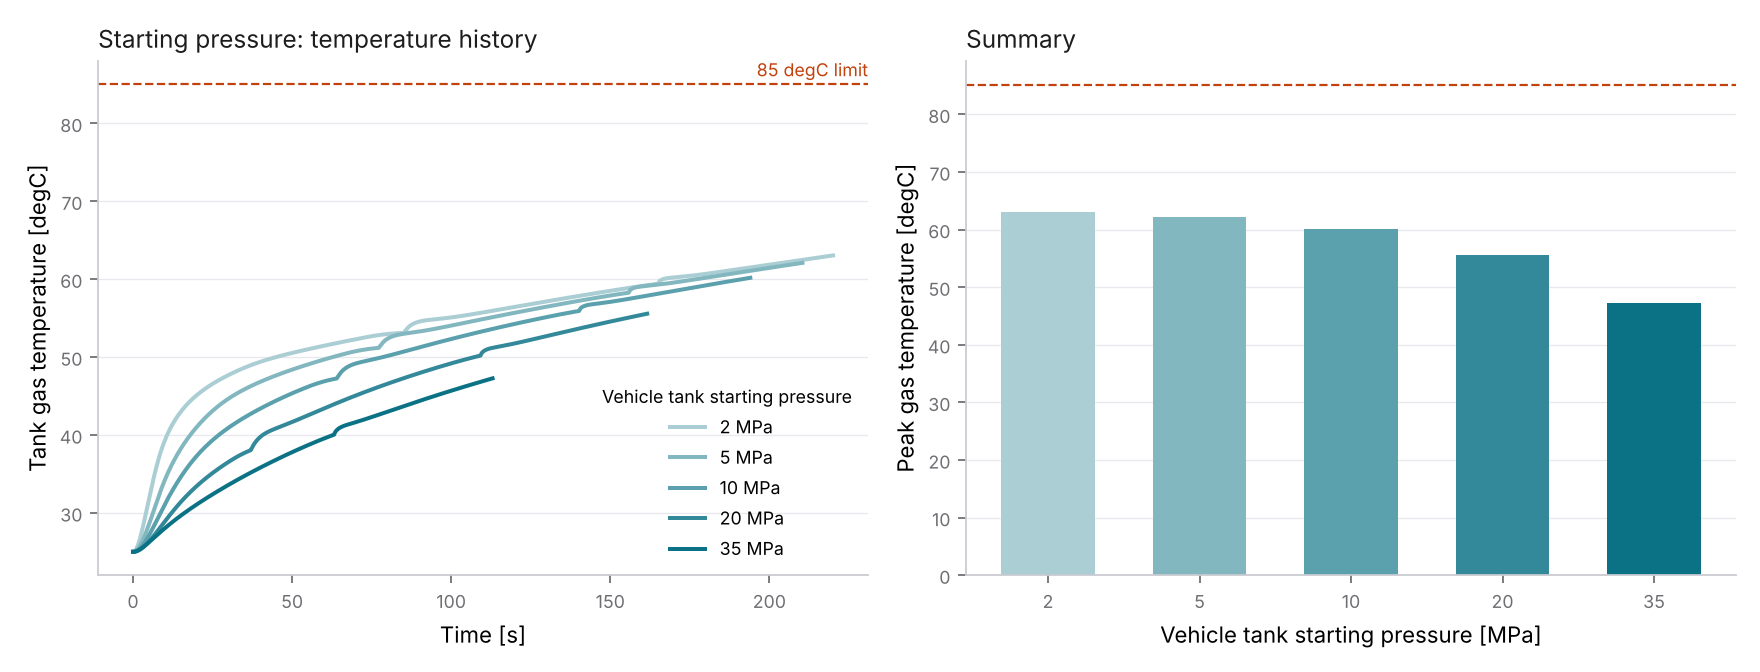 Starting pressure: temperature history
85 degC limit
80
70
60
50
40
30
Tank gas temperature [degC]
Vehicle tank starting pressure
2 MPa
5 MPa
10 MPa
20 MPa
35 MPa
0
50
100
150
200
Time [s]
Summary
80
70
60
50
40
30
20
10
0
Peak gas temperature [degC]
2
5
10
20
35
Vehicle tank starting pressure [MPa]